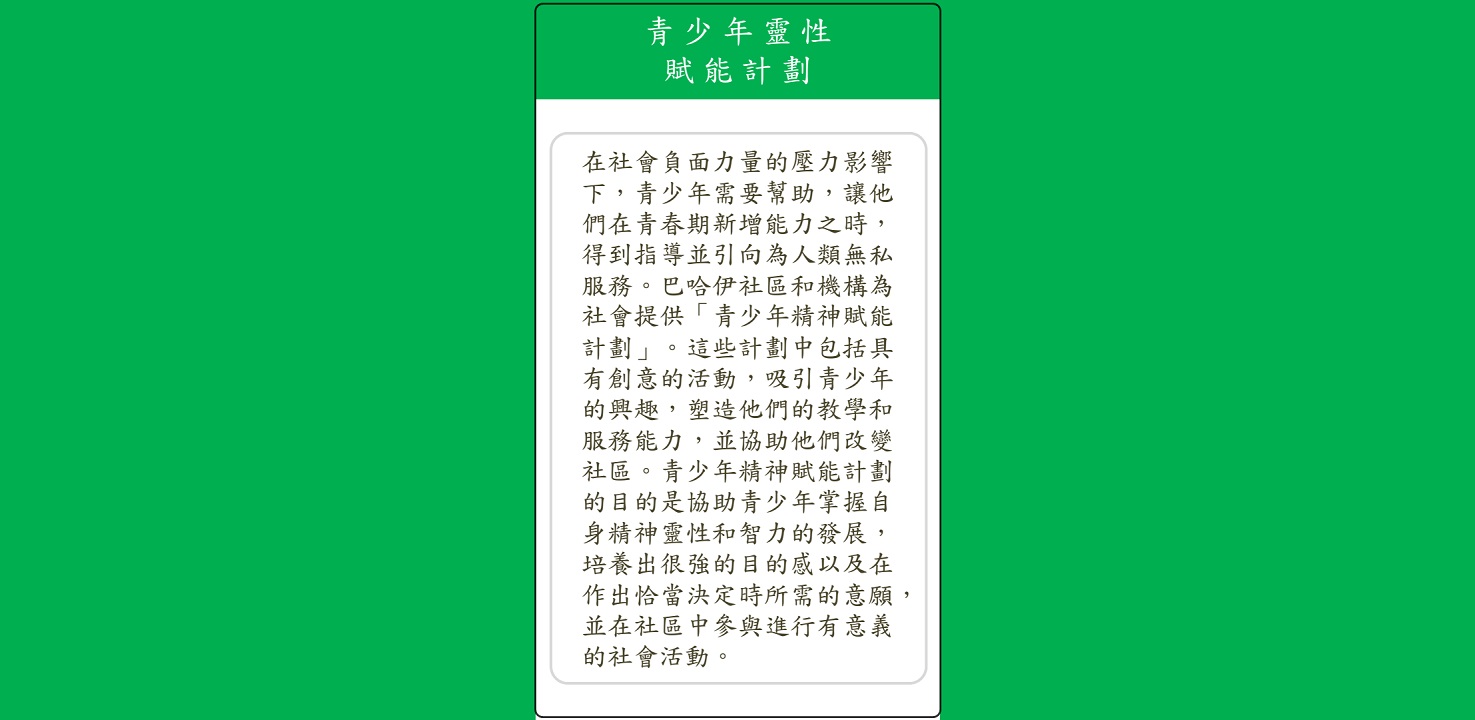 青少年靈性
賦能計劃
在社會負面力量的壓力影響
下，青少年需要幫助，讓他
們在青春期新增能力之時，
得到指導並引向為人類無私
服務。巴哈伊社區和機構為
社會提供「青少年精神賦能
計劃」。這些計劃中包括具
有創意的活動，吸引青少年
的興趣，塑造他們的教學和
服務能力，並協助他們改變
社區。青少年精神賦能計劃
的目的是協助青少年掌握自
身精神靈性和智力的發展，
培養出很強的目的感以及在
作出恰當決定時所需的意願，
並在社區中參與進行有意義
的社會活動。